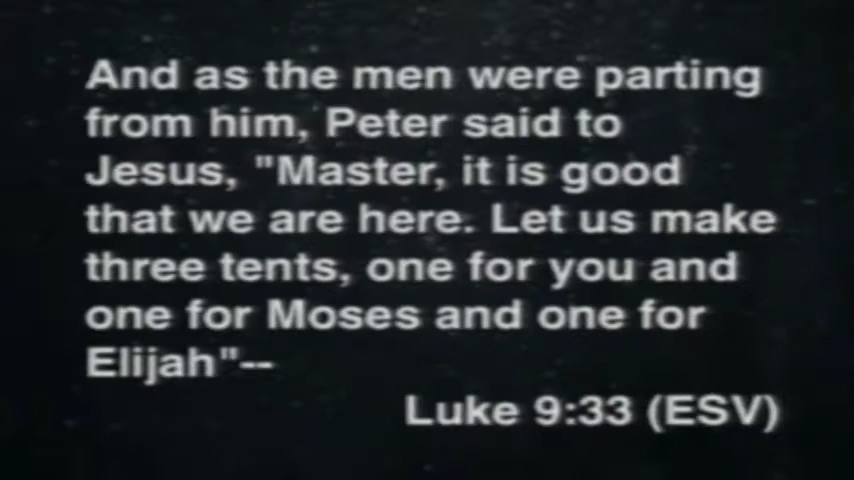 And as the men were parting
from him, Peter said to
Jesus, "Master, it is good
that we are here. Let us make
three tents, one for you and
one for Moses and one for
Elijah"--
Luke 9:33 (ESV)